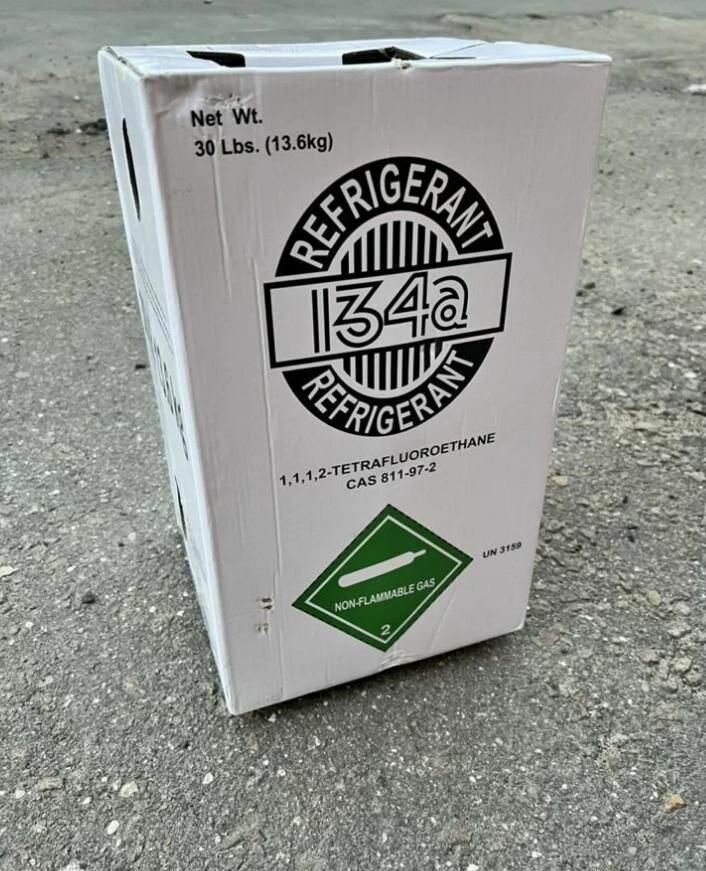 Net Wt.
30 Lbs. (13.6kg)
REFRIGERANT
134a
REFRIGERANT
1,1,1,2-TETRAFLUOROETHANE
CAS 811-97-2
UN 3159
NON-FLAMMABLE GAS
2